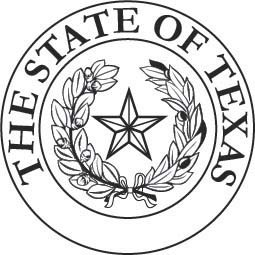 THE STATE OF TEXAS